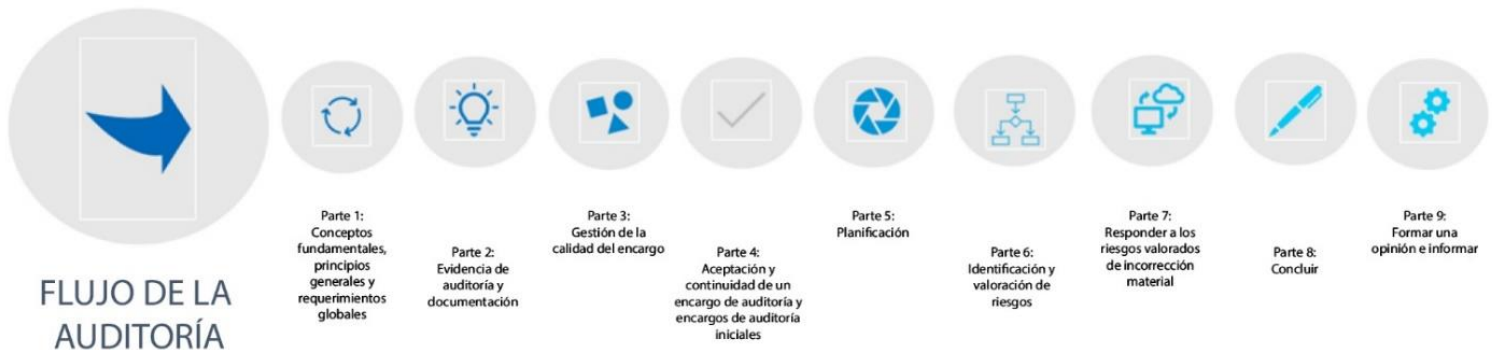 FLUJO DE LA
AUDITORÍA
Parte 1:
Conceptos
fundamentales,
principios
generales y
requerimientos
globales
Parte 2:
Evidencia de
auditoría y
documentación
Parte 3:
Gestión de la
calidad del encargo
Parte 4:
Aceptación y
continuidad de un
encargo de auditoría y
encargos de auditoría
iniciales
Parte 5:
Planificación
Parte 6:
Identificación y
valoración de
riesgos
Parte 7:
Responder a los
riesgos valorados
de incorrección
material
Parte 8:
Concluir
Parte 9:
Formar una
opinión e informar